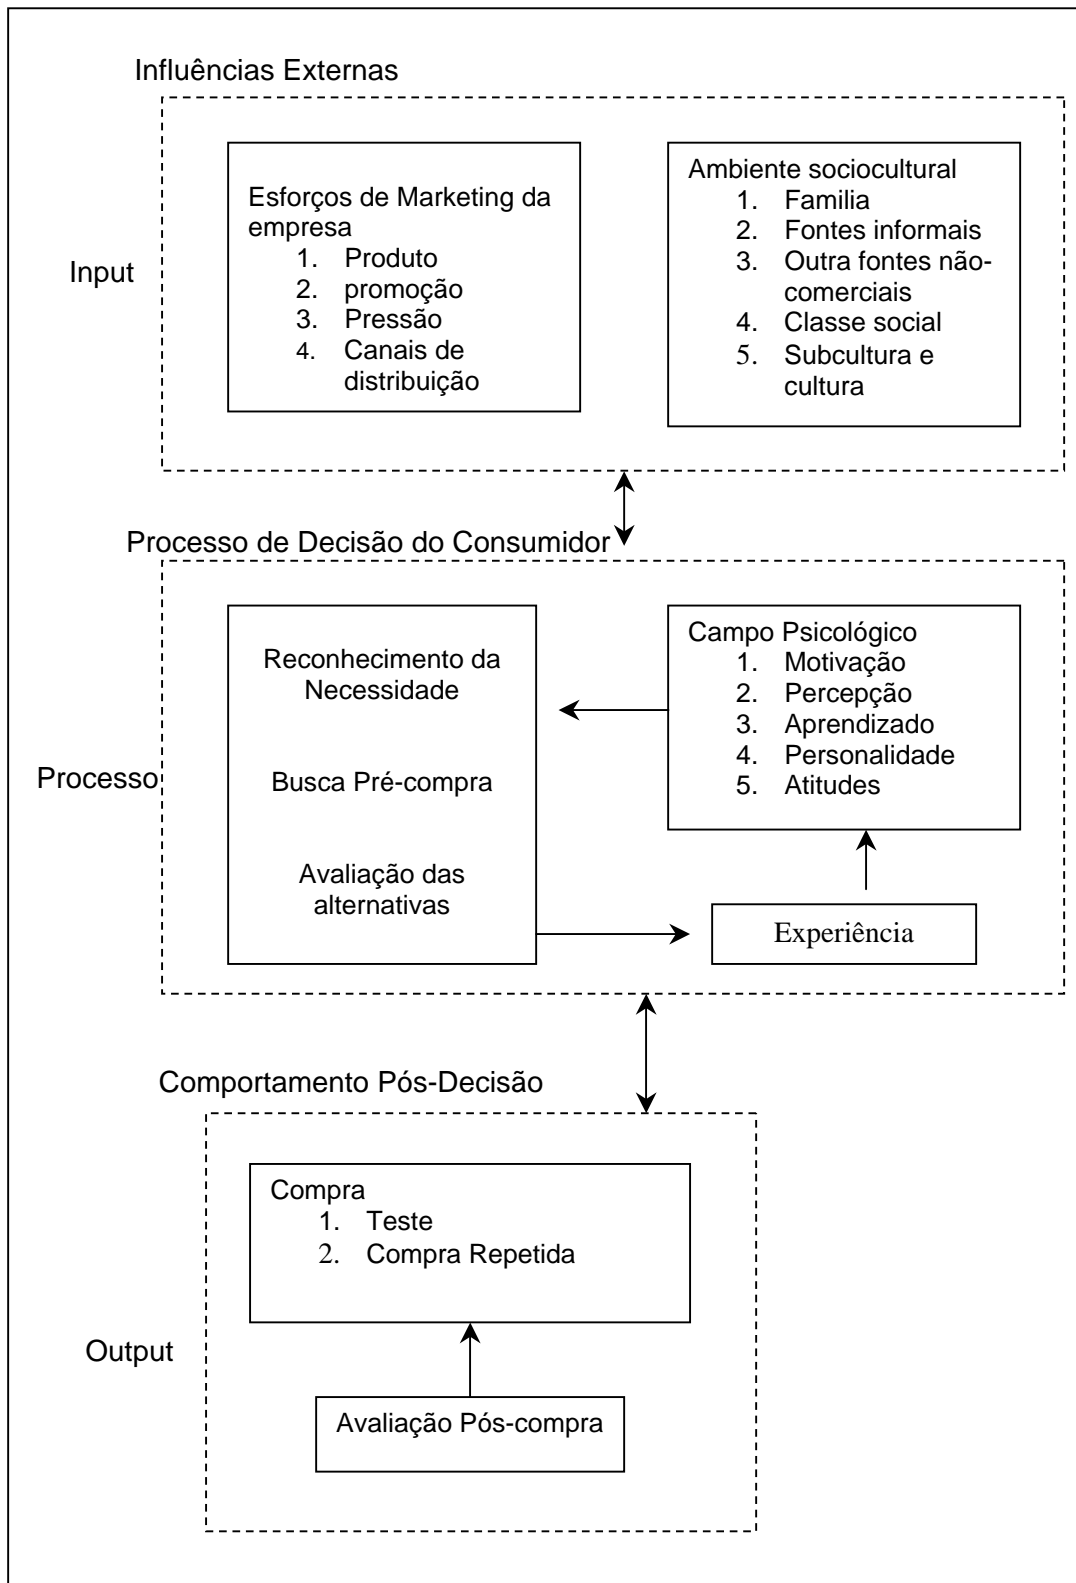 Influências Externas
Input
Esforços de Marketing da
empresa
1. Produto
2. promoção
3. Pressão
4. Canais de
distribuição
Ambiente sociocultural
1. Familia
2. Fontes informais
3. Outra fontes não-
comerciais
4. Classe social
5. Subcultura e
cultura
Processo de Decisão do Consumidor
Processo
Reconhecimento da
Necessidade
Busca Pré-compra
Avaliação das
alternativas
Campo Psicológico
1. Motivação
2. Percepção
3. Aprendizado
4. Personalidade
5. Atitudes
Experiência
Comportamento Pós-Decisão
Output
Compra
1. Teste
2. Compra Repetida
Avaliação Pós-compra